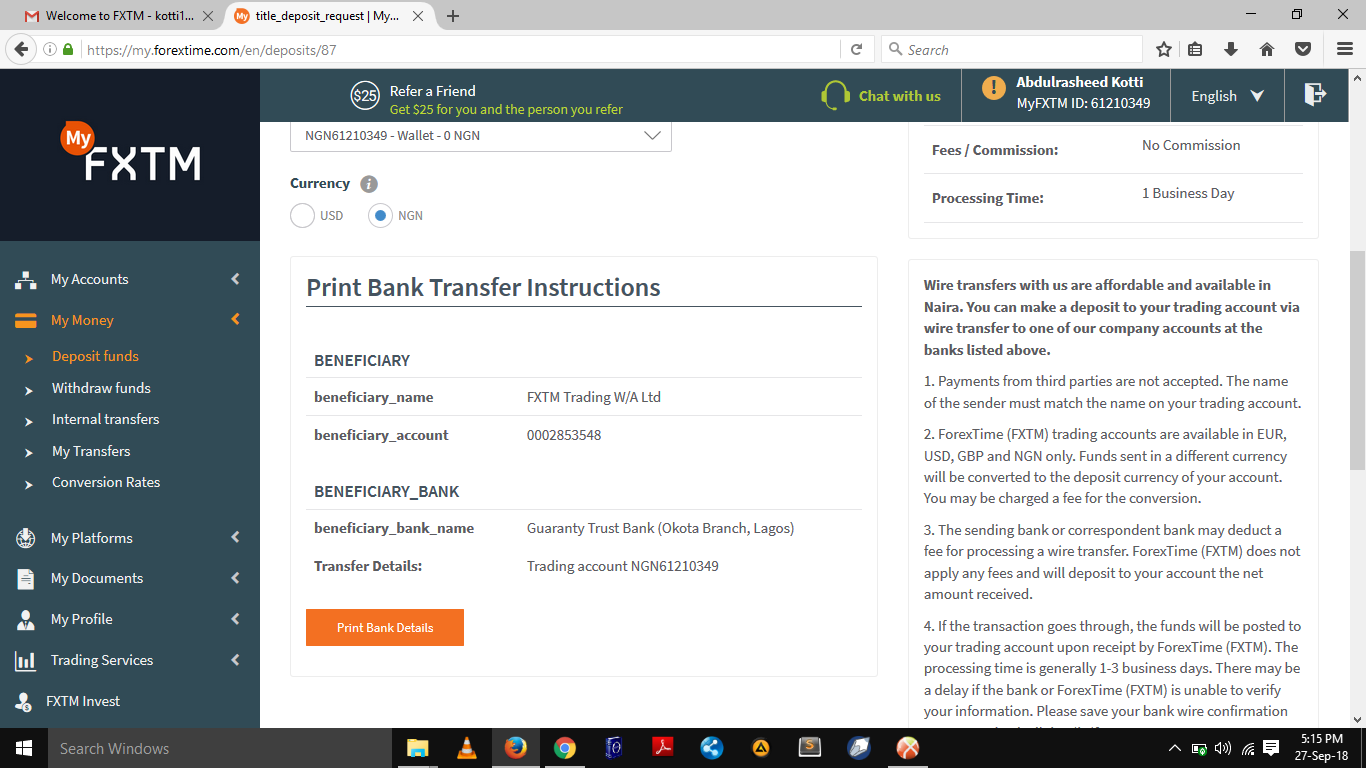 Welcome to FXTM - kotti1...
title_deposit_request | My...
https://my.forextime.com/en/deposits/87
Search
My
FXTM
$25
Refer a Friend
Get $25 for you and the person you refer
Chat with us
Abdulrasheed Kotti
MyFXTM ID: 61210349
English
My Accounts
My Money
Deposit funds
Withdraw funds
Internal transfers
My Transfers
Conversion Rates
My Platforms
My Documents
My Profile
Trading Services
FXTM Invest
NGN61210349 - Wallet - 0 NGN
Currency
USD
NGN
Print Bank Transfer Instructions
BENEFICIARY
beneficiary_name FXTM Trading W/A Ltd
beneficiary_account 0002853548
BENEFICIARY_BANK
beneficiary_bank_name Guaranty Trust Bank (Okota Branch, Lagos)
Transfer Details: Trading account NGN61210349
Print Bank Details
Fees / Commission: No Commission
Processing Time: 1 Business Day
Wire transfers with us are affordable and available in
Naira. You can make a deposit to your trading account via
wire transfer to one of our company accounts at the
banks listed above.
1. Payments from third parties are not accepted. The name
of the sender must match the name on your trading account.
2. ForexTime (FXTM) trading accounts are available in EUR,
USD, GBP and NGN only. Funds sent in a different currency
will be converted to the deposit currency of your account.
You may be charged a fee for the conversion.
3. The sending bank or correspondent bank may deduct a
fee for processing a wire transfer. ForexTime (FXTM) does not
apply any fees and will deposit to your account the net
amount received.
4. If the transaction goes through, the funds will be posted to
your trading account upon receipt by ForexTime (FXTM). The
processing time is generally 1-3 business days. There may be
a delay if the bank or ForexTime (FXTM) is unable to verify
your information. Please save your bank wire confirmation
Search Windows
5:15 PM
27-Sep-18